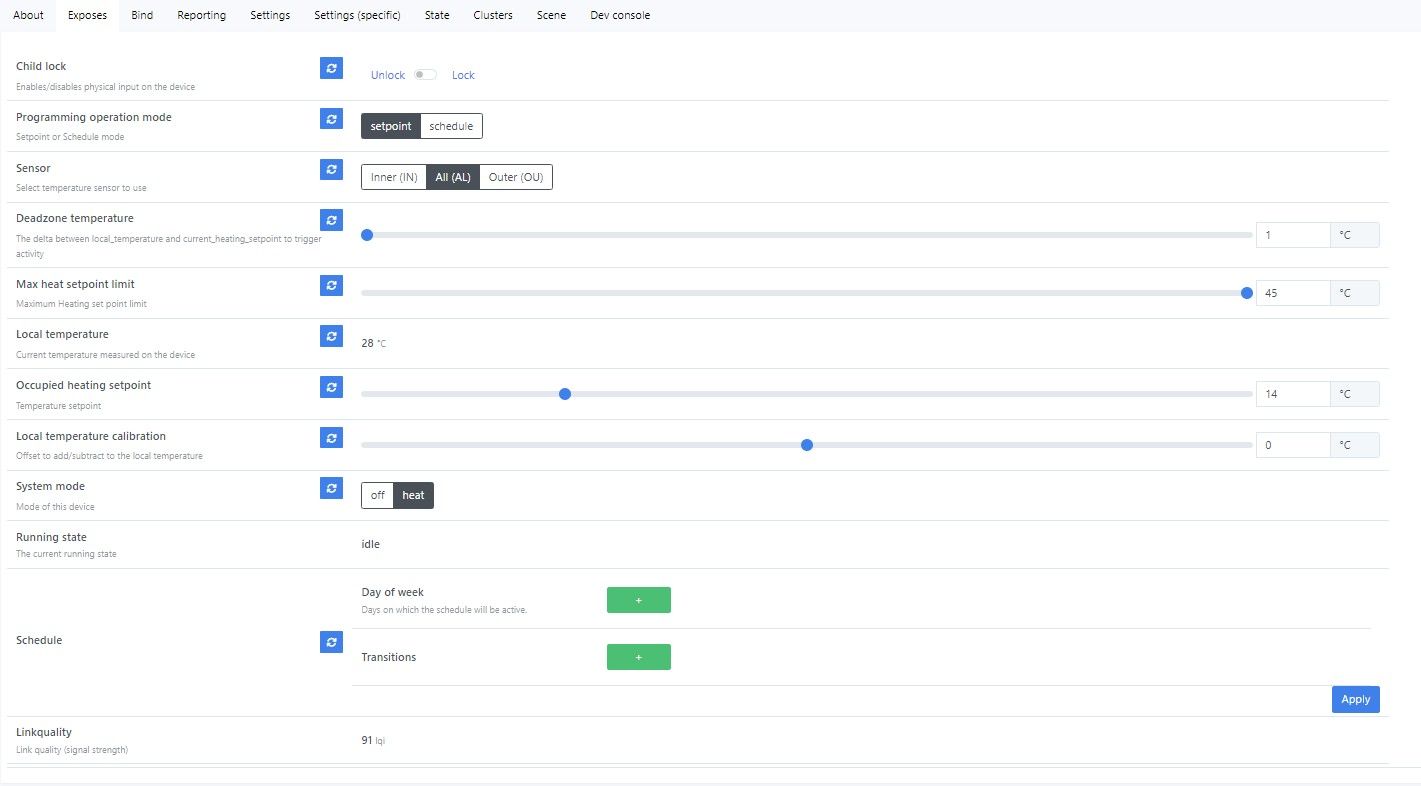 About Exposes Bind Reporting Settings Settings (specific) State Clusters Scene Dev console
Child lock
Enables/disables physical input on the device
Unlock Lock
Programming operation mode
Setpoint or Schedule mode
setpoint schedule
Sensor
Select temperature sensor to use
Inner (IN) All (AL) Outer (OU)
Deadzone temperature
The delta between local_temperature and current_heating_setpoint to trigger
activity
1 °C
Max heat setpoint limit
Maximum Heating set point limit
45 °C
Local temperature
Current temperature measured on the device
28 °C
Occupied heating setpoint
Temperature setpoint
14 °C
Local temperature calibration
Offset to add/subtract to the local temperature
0 °C
System mode
Mode of this device
off heat
Running state
The current running state
idle
Schedule
Day of week
Days on which the schedule will be active.
+
Transitions
+
Apply
Linkquality
Link quality (signal strength)
91 lqi